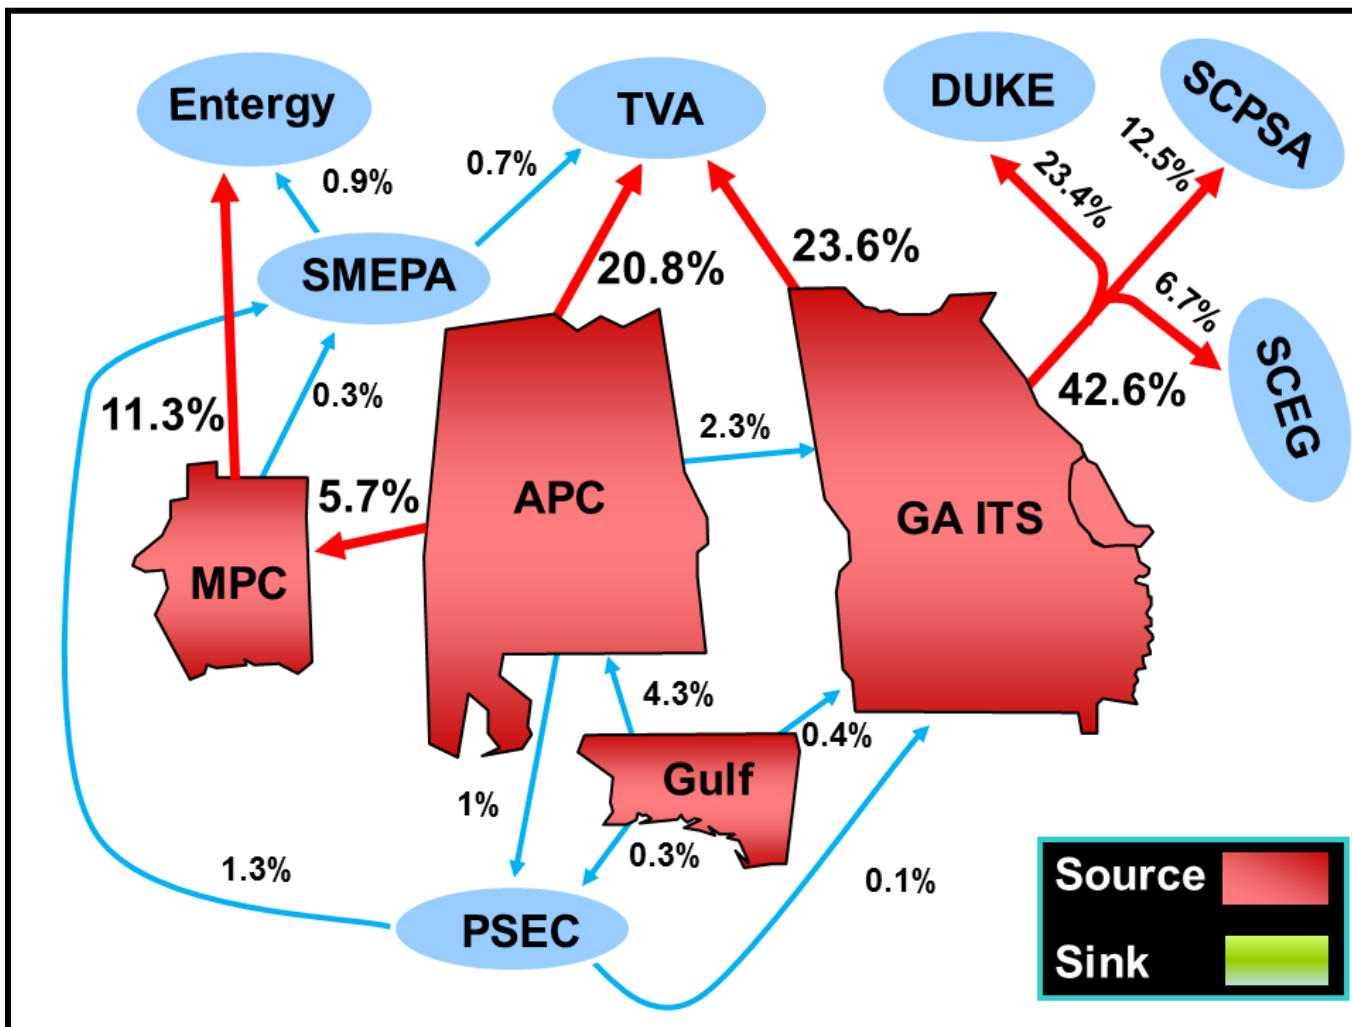 Entergy
TVA
DUKE
SCPSA
0.9%
0.7%
23.4%
12.5%
SMEPA
20.8%
23.6%
6.7%
SCEG
11.3%
0.3%
42.6%
2.3%
5.7%
APC
GA ITS
MPC
4.3%
0.4%
Gulf
1%
0.3%
1.3%
0.1%
PSEC
Source
Sink